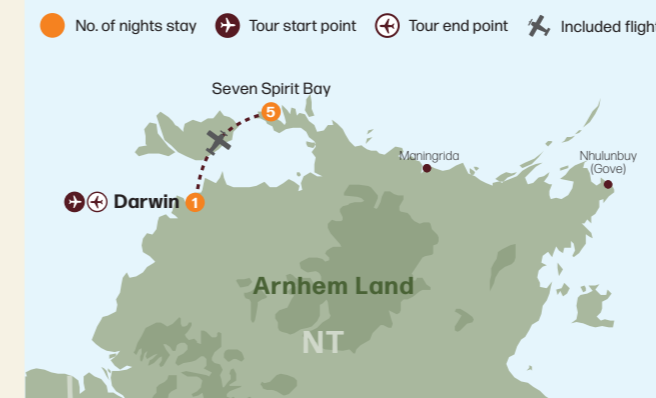 No. of nights stay Tour start point Tour end point Included flight
Seven Spirit Bay
5
Maningrida
Nhulunbuy
(Gove)
Darwin 1
Arnhem Land
NT